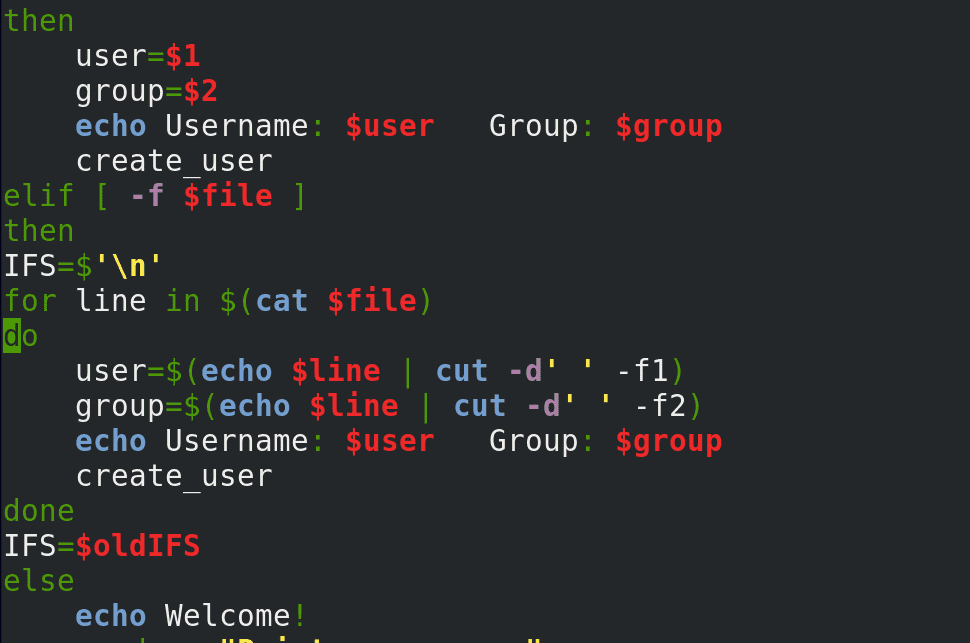 then
    user=$1
    group=$2
    echo Username: $user   Group: $group
    create_user
elif [ -f $file ]
then
IFS=$'\n'
for line in $(cat $file)
do
    user=$(echo $line | cut -d' ' -f1)
    group=$(echo $line | cut -d' ' -f2)
    echo Username: $user   Group: $group
    create_user
done
IFS=$oldIFS
else
    echo Welcome!